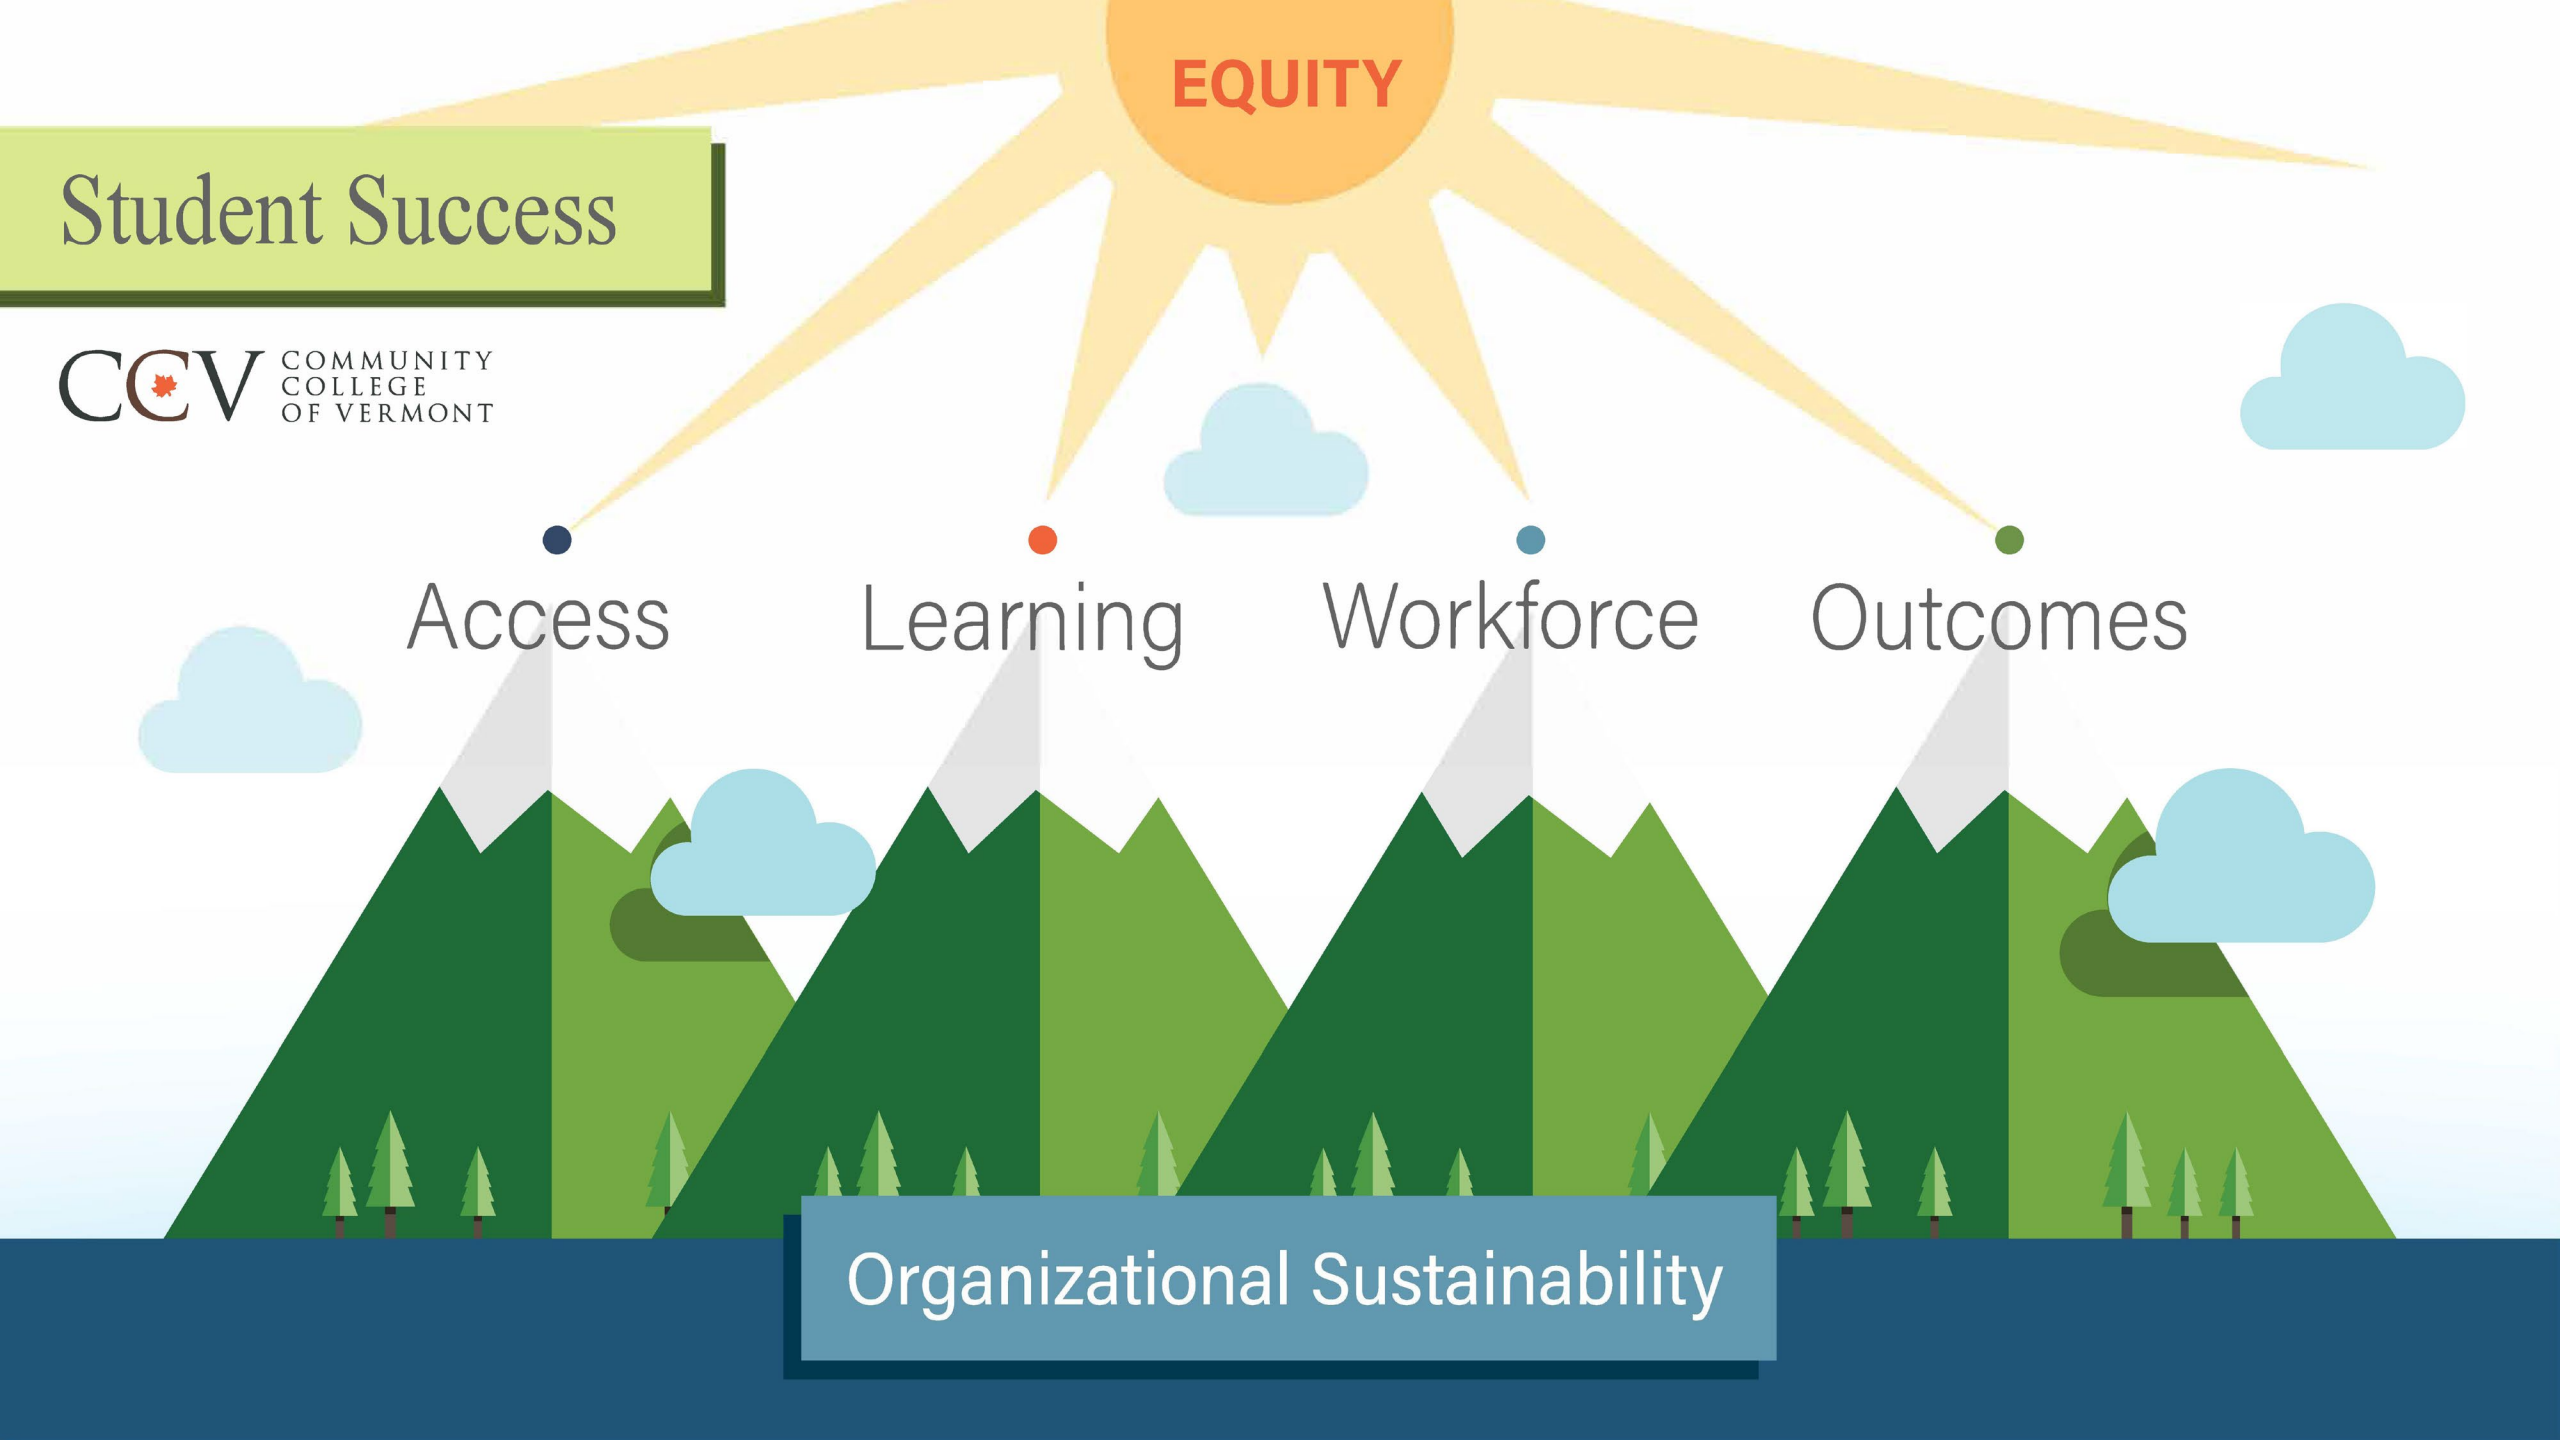 EQUITY
Student Success
CCV
COMMUNITY
COLLEGE
OF VERMONT
Access
Learning
Workforce
Outcomes
Organizational Sustainability